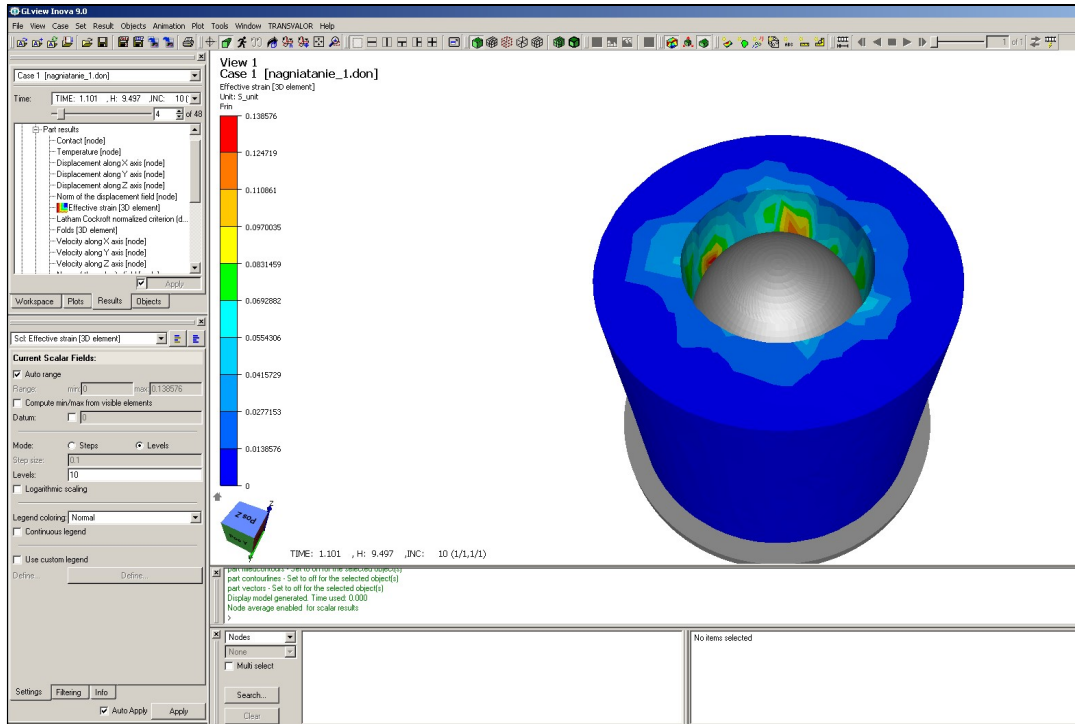 GLview Inova 9.0
File View Case Set Result Objects Animation Plot Tools Window TRANSVALOR Help
1 of 1
Case 1 [nagniatanie_1.don]
Time: TIME: 1.101 , H: 9.497 ,INC: 10 (
4 of 48
Part results
Contact [node]
Temperature [node]
Displacement along X axis [node]
Displacement along Y axis [node]
Displacement along Z axis [node]
Norm of the displacement field [node]
Effective strain [3D element]
Latham Cockroft normalized criterion (d...
Folds [3D element]
Velocity along X axis [node]
Velocity along Y axis [node]
Velocity along Z axis [node]
Apply
Workspace Plots Results Objects
Scl: Effective strain [3D element]
Current Scalar Fields:
Auto range
Range: min: 0 max: 0.138576
Compute min/max from visible elements
Datum: 0
Mode: Steps Levels
Step size: 0.1
Levels: 10
Logarithmic scaling
Legend coloring: Normal
Continuous legend
Use custom legend
Define... Define...
Settings Filtering Info
Auto Apply Apply
View 1
Case 1 [nagniatanie_1.don]
Effective strain [3D element]
Unit: S_unit
Frin
0.138576
0.124719
0.110861
0.0970035
0.0831459
0.0692882
0.0554306
0.0415729
0.0277153
0.0138576
0
Z
Pos Z
TIME: 1.101 , H: 9.497 ,INC: 10 (1/1,1/1)
part contourlines - Set to off for the selected object(s)
part vectors - Set to off for the selected object(s)
Display model generated. Time used: 0.000
Node average enabled for scalar results
>
Nodes
None
Multi select
Search...
Clear
No items selected